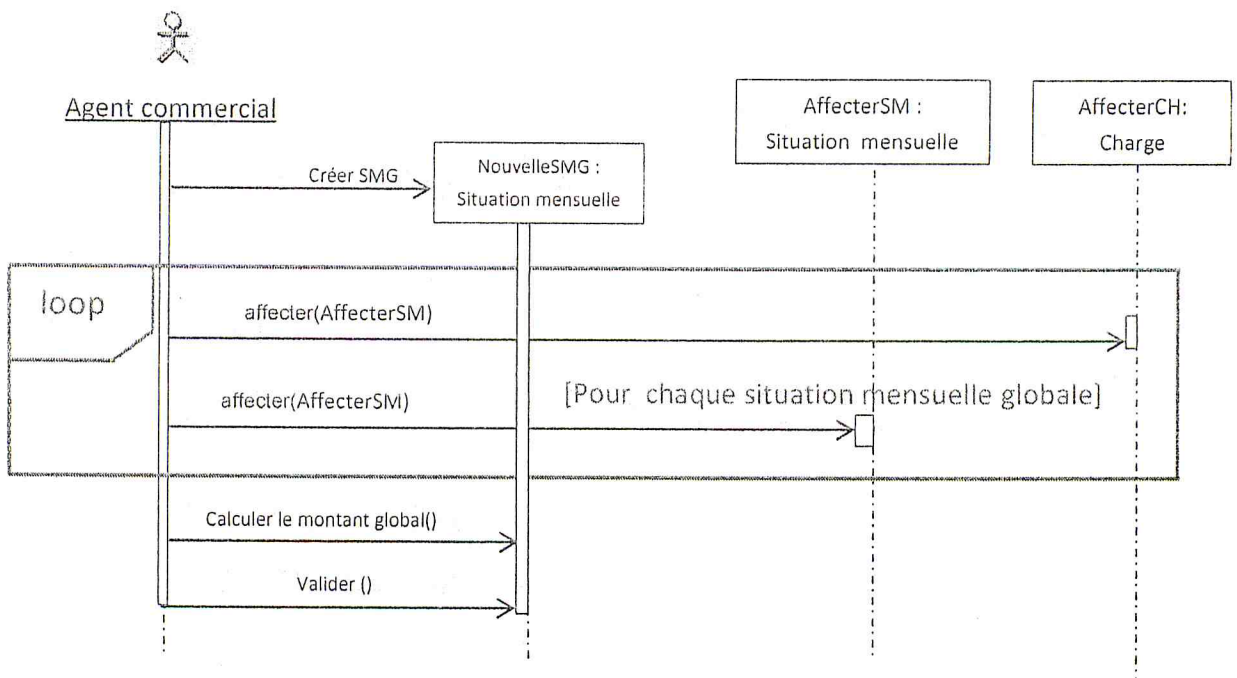 Agent commercial
AffecterSM :
Situation mensuelle
AffecterCH:
Charge
Créer SMG
NouvelleSMG :
Situation mensuelle
loop
affecter(AffecterSM)
affecter(AffecterSM)
[Pour chaque situation mensuelle globale]
Calculer le montant global()
Valider ()